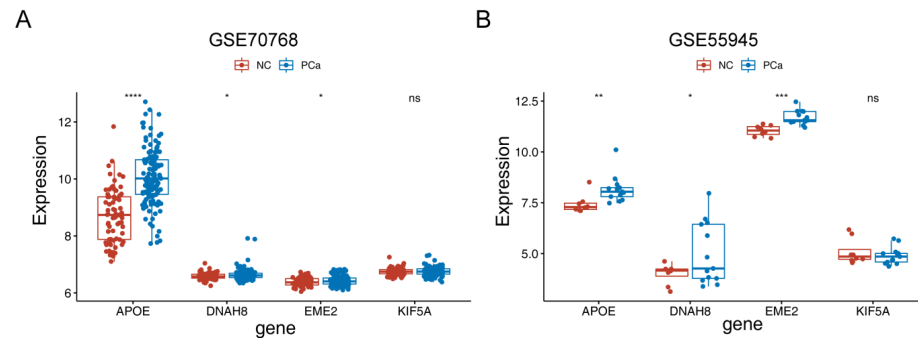 A
GSE70768
NC PCa
**** * * ns
12
10
8
6
Expression
APOE DNAH8 EME2 KIF5A
gene
B
GSE55945
NC PCa
** * *** ns
12.5
10.0
7.5
5.0
Expression
APOE DNAH8 EME2 KIF5A
gene